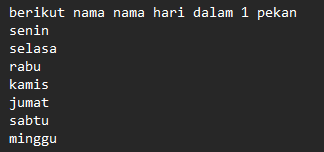 berikut nama nama hari dalam 1 pekan
senin
selasa
rabu
kamis
jumat
sabtu
minggu